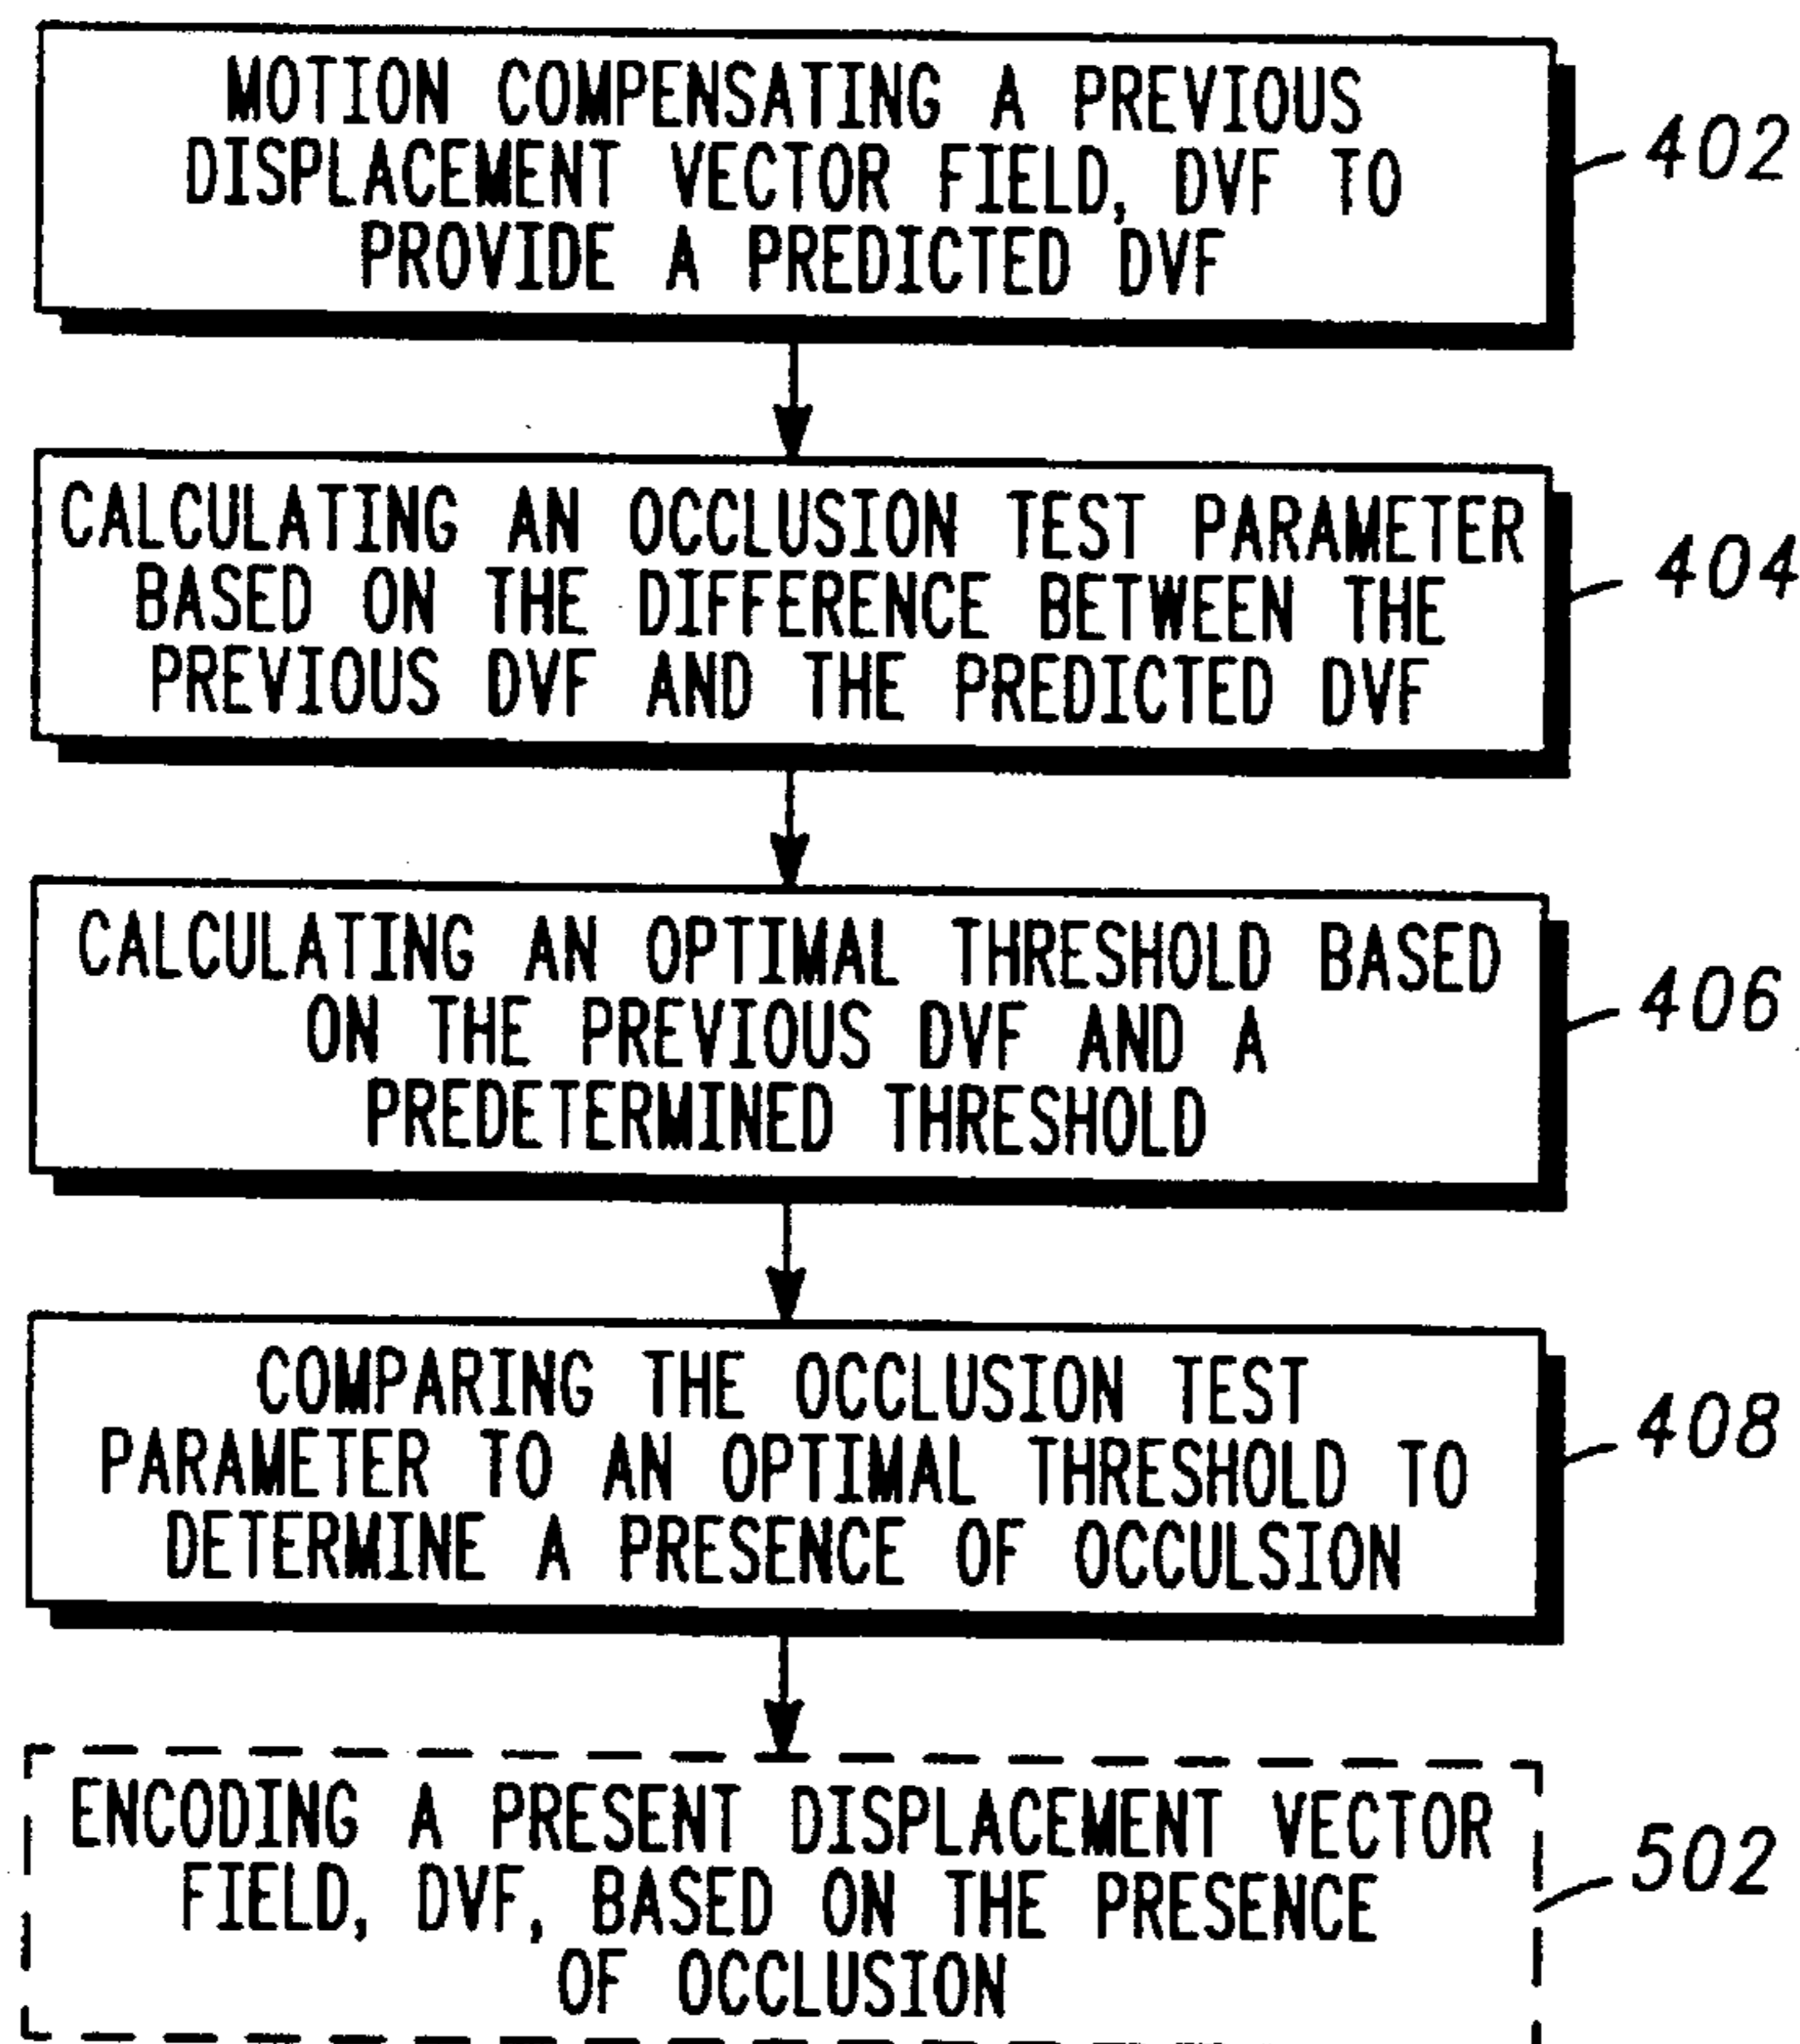 MOTION COMPENSATING A PREVIOUS
DISPLACEMENT VECTOR FIELD, DVF TO
PROVIDE A PREDICTED DVF
402
CALCULATING AN OCCLUSION TEST PARAMETER
BASED ON THE DIFFERENCE BETWEEN THE
PREVIOUS DVF AND THE PREDICTED DVF
404
CALCULATING AN OPTIMAL THRESHOLD BASED
ON THE PREVIOUS DVF AND A
PREDETERMINED THRESHOLD
406
COMPARING THE OCCLUSION TEST
PARAMETER TO AN OPTIMAL THRESHOLD TO
DETERMINE A PRESENCE OF OCCULSION
408
ENCODING A PRESENT DISPLACEMENT VECTOR
FIELD, DVF, BASED ON THE PRESENCE
OF OCCLUSION
502